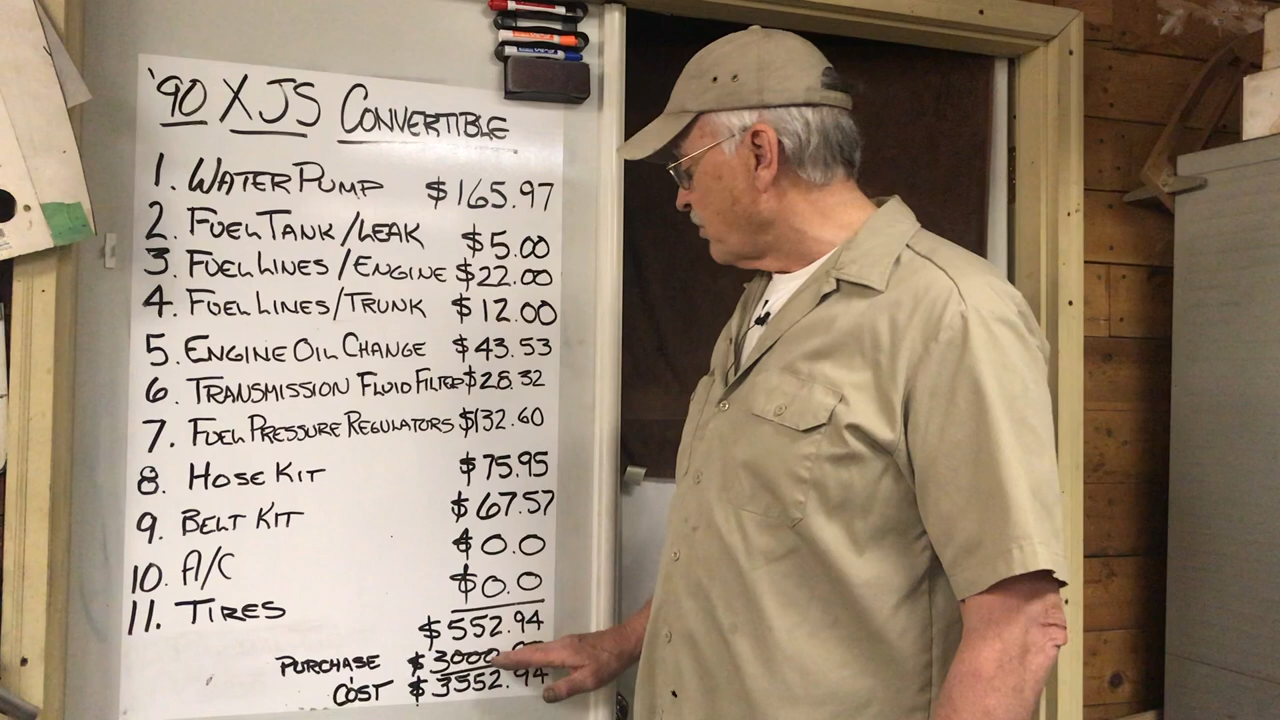 '90 XJS CONVERTIBLE
1. WATER PUMP $165.97
2. FUEL TANK/LEAK $5.00
3. FUEL LINES/ENGINE $22.00
4. FUEL LINES/TRUNK $12.00
5. ENGINE OIL CHANGE $43.53
6. TRANSMISSION FLUID FILTER $28.32
7. FUEL PRESSURE REGULATORS $132.60
8. HOSE KIT $75.95
9. BELT KIT $67.57
10. A/C $0.0
11. TIRES $0.0
$552.94
PURCHASE $3000
COST $3552.94